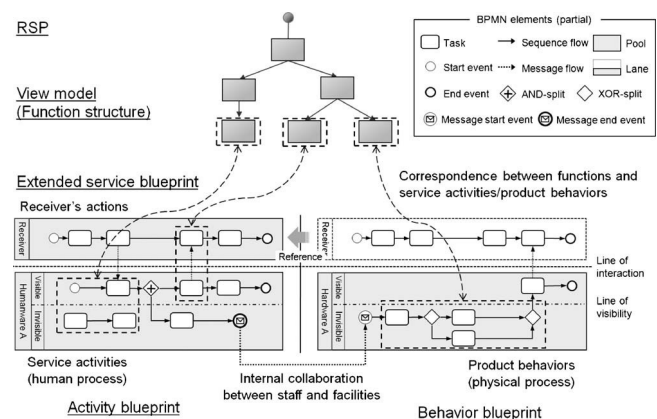 RSP
View model
(Function structure)
BPMN elements (partial)
Task
Sequence flow
Pool
Start event
Message flow
Lane
End event
AND-split
XOR-split
Message start event
Message end event
Extended service blueprint
Receiver's actions
Correspondence between functions and
service activities/product behaviors
Receiver
Reference
Receiver
Line of
interaction
Humanware A
Visible
Invisible
Hardware A
Visible
Invisible
Line of
visibility
Service activities
(human process)
Internal collaboration
between staff and facilities
Product behaviors
(physical process)
Activity blueprint
Behavior blueprint